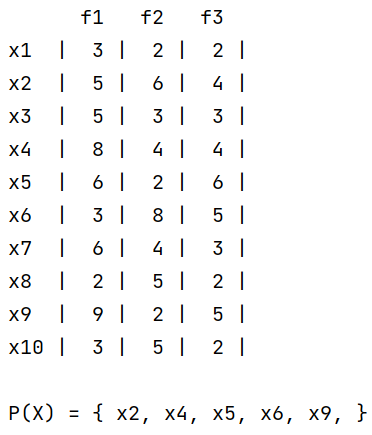 f1   f2   f3
x1  |  3 |  2 |  2 |
x2  |  5 |  6 |  4 |
x3  |  5 |  3 |  3 |
x4  |  8 |  4 |  4 |
x5  |  6 |  2 |  6 |
x6  |  3 |  8 |  5 |
x7  |  6 |  4 |  3 |
x8  |  2 |  5 |  2 |
x9  |  9 |  2 |  5 |
x10 |  3 |  5 |  2 |
P(X) = { x2, x4, x5, x6, x9, }